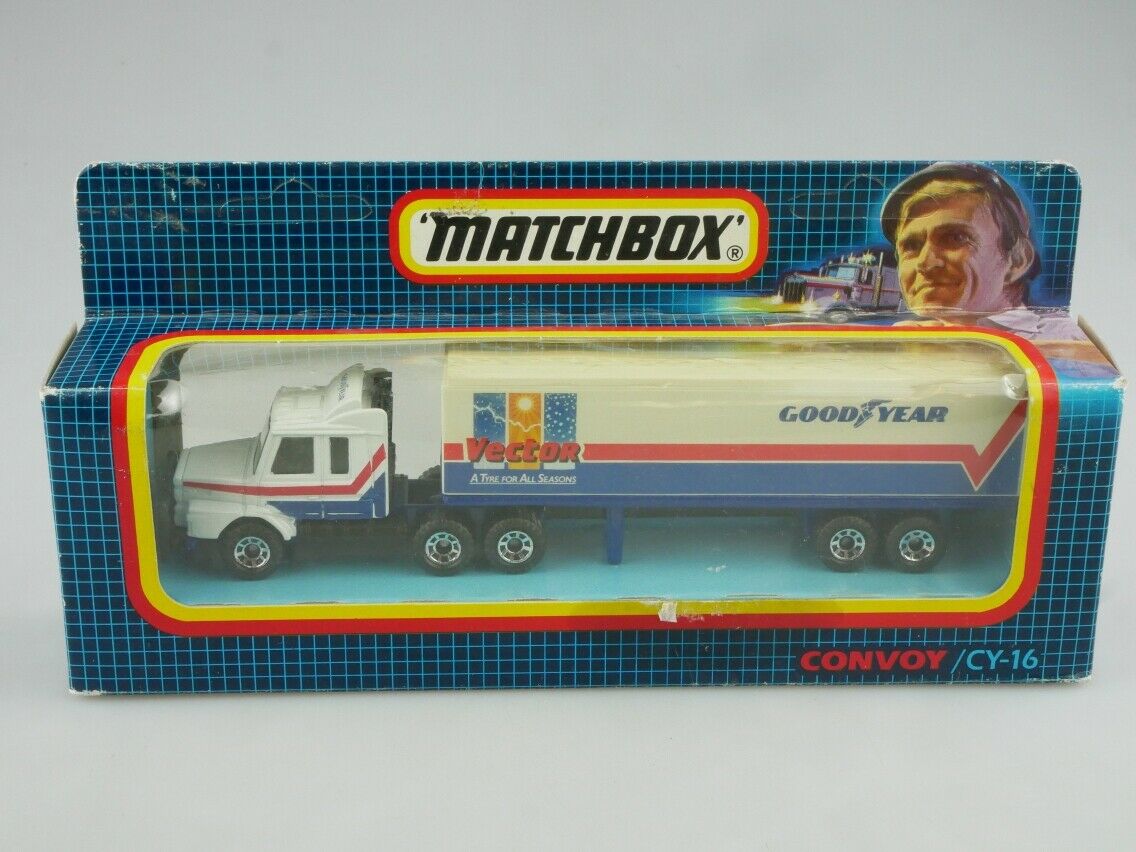 'MATCHBOX'®
GOODYEAR
Vector
A TYRE FOR ALL SEASONS
CONVOY /CY-16